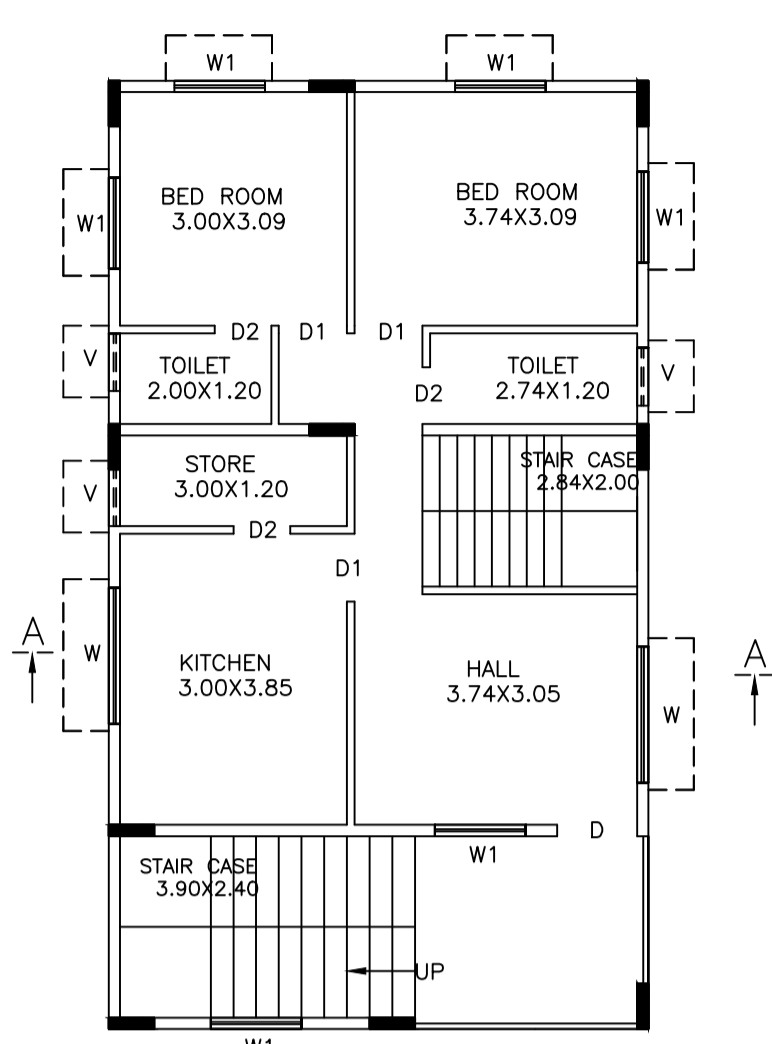 W1
W1
BED ROOM
3.00X3.09
BED ROOM
3.74X3.09
W1
W1
D2
D1
D1
V
TOILET
2.00X1.20
TOILET
2.74X1.20
V
D2
STORE
3.00X1.20
STAIR CASE
2.84X2.00
V
D2
D1
A
W
KITCHEN
3.00X3.85
HALL
3.74X3.05
A
W
D
W1
STAIR CASE
3.90X2.40
UP
W1